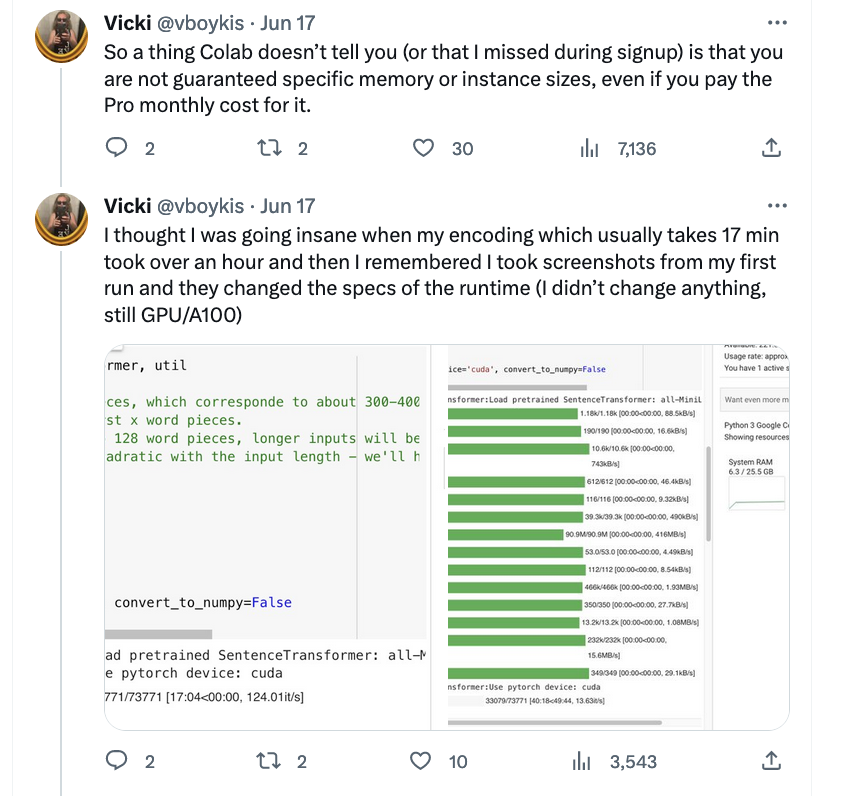 Vicki @vboykis · Jun 17
So a thing Colab doesn’t tell you (or that I missed during signup) is that you
are not guaranteed specific memory or instance sizes, even if you pay the
Pro monthly cost for it.
2 2 30 7,136
Vicki @vboykis · Jun 17
I thought I was going insane when my encoding which usually takes 17 min
took over an hour and then I remembered I took screenshots from my first
run and they changed the specs of the runtime (I didn’t change anything,
still GPU/A100)
rmer, util
ces, which corresponde to about 300-400
st x word pieces.
128 word pieces, longer inputs will be
adratic with the input length – we'll h
convert_to_numpy=False
ad pretrained SentenceTransformer: all-M
e pytorch device: cuda
771/73771 [17:04<00:00, 124.01it/s]
ice='cuda', convert_to_numpy=False
nsformer:Load pretrained SentenceTransformer: all-MiniL
1.18k/1.18k [00:00<00:00, 88.5kB/s]
190/190 [00:00<00:00, 16.6kB/s]
10.6k/10.6k [00:00<00:00,
743kB/s]
612/612 [00:00<00:00, 46.4kB/s]
116/116 [00:00<00:00, 9.32kB/s]
39.3k/39.3k [00:00<00:00, 490kB/s]
90.9M/90.9M [00:00<00:00, 416MB/s]
53.0/53.0 [00:00<00:00, 4.49kB/s]
112/112 [00:00<00:00, 8.54kB/s]
466k/466k [00:00<00:00, 1.93MB/s]
350/350 [00:00<00:00, 27.7kB/s]
13.2k/13.2k [00:00<00:00, 1.08MB/s]
232k/232k [00:00<00:00,
15.6MB/s]
349/349 [00:00<00:00, 29.1kB/s]
nsformer:Use pytorch device: cuda
33079/73771 [40:18<49:44, 13.63it/s]
Usage rate: approx
You have 1 active s
Want even more m
Python 3 Google Co
Showing resources
System RAM
6.3 / 25.5 GB
2 2 10 3,543